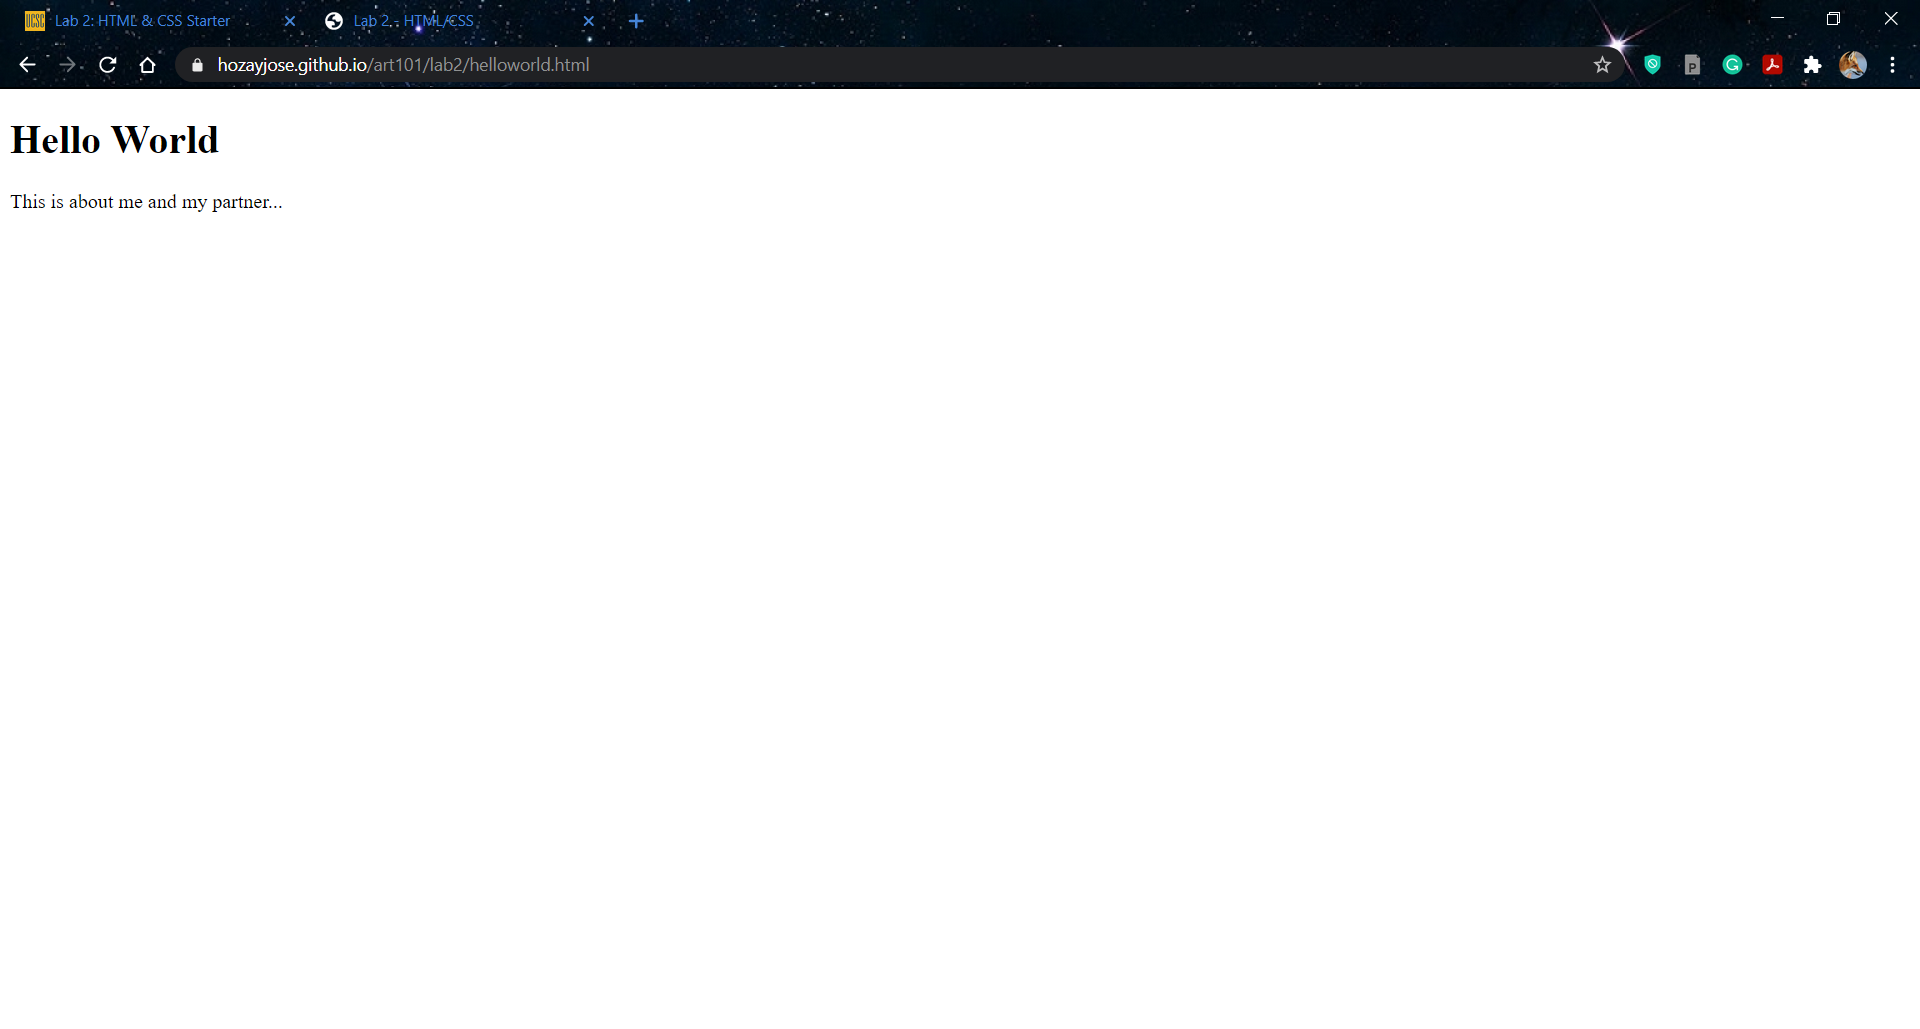 UCSC Lab 2: HTML & CSS Starter
Lab 2 - HTML/CSS
hozayjose.github.io/art101/lab2/helloworld.html
Hello World
This is about me and my partner...